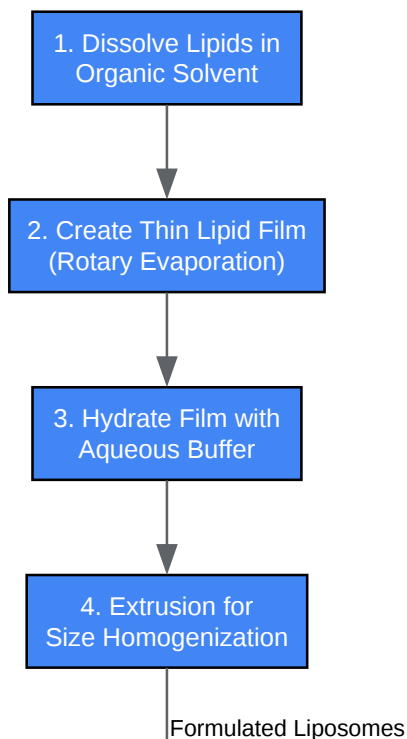 1. Dissolve Lipids in
Organic Solvent
2. Create Thin Lipid Film
(Rotary Evaporation)
3. Hydrate Film with
Aqueous Buffer
4. Extrusion for
Size Homogenization
Formulated Liposomes